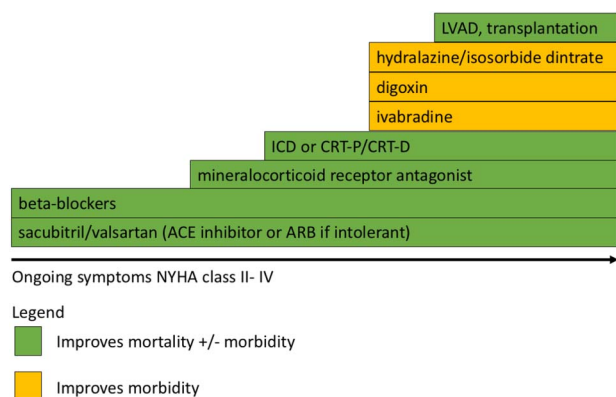 LVAD, transplantation
hydralazine/isosorbide dintrate
digoxin
ivabradine
ICD or CRT-P/CRT-D
mineralocorticoid receptor antagonist
beta-blockers
sacubitril/valsartan (ACE inhibitor or ARB if intolerant)
Ongoing symptoms NYHA class II- IV
Legend
Improves mortality +/- morbidity
Improves morbidity